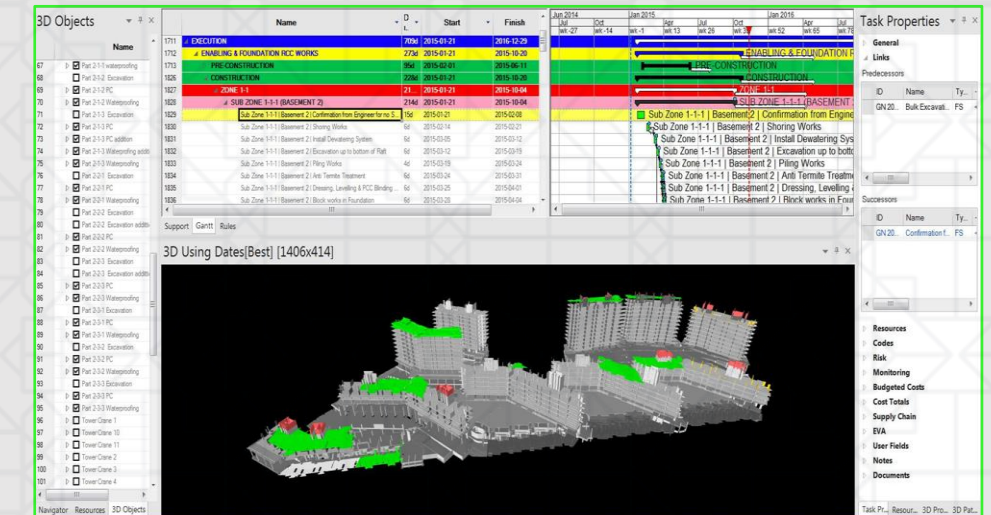 3D Objects
Name
67 Part 2-1-1 waterproofing
68 Part 2-1-2 Excavation
69 Part 2-1-2 PC
70 Part 2-1-2 Waterproofing
71 Part 2-1-3 Excavation
72 Part 2-1-3 PC
73 Part 2-1-3 PC addition
74 Part 2-1-3 Waterproofing additi
75 Part 2-1-3 Waterproofing
76 Part 2-2-1 Excavation
77 Part 2-2-1 PC
78 Part 2-2-1 Waterproofing
79 Part 2-2-2 Excavation
80 Part 2-2-2 Excavation additi
81 Part 2-2-2 PC
82 Part 2-2-2 Waterproofing
83 Part 2-2-3 Excavation
84 Part 2-2-3 Excavation additi
85 Part 2-2-3 PC
86 Part 2-2-3 Waterproofing
87 Part 2-3-1 Excavation
88 Part 2-3-1 PC
89 Part 2-3-1 Waterproofing
90 Part 2-3-2 Excavation
91 Part 2-3-2 PC
92 Part 2-3-2 Waterproofing
93 Part 2-3-3 Excavation
94 Part 2-3-3 PC
95 Part 2-3-3 Waterproofing
96 Tower Crane 1
97 Tower Crane 10
98 Tower Crane 11
99 Tower Crane 2
100 Tower Crane 3
101 Tower Crane 4
Navigator Resources 3D Objects
Name D Start Finish
1711 EXECUTION 709d 2015-01-21 2016-12-29
1712 ENABLING & FOUNDATION RCC WORKS 273d 2015-01-21 2015-10-20
1713 PRE-CONSTRUCTION 95d 2015-02-01 2015-06-11
1826 CONSTRUCTION 228d 2015-01-21 2015-10-20
1827 ZONE 1-1 21... 2015-01-21 2015-10-04
1828 SUB ZONE 1-1-1 (BASEMENT 2) 214d 2015-01-21 2015-10-04
1829 Sub Zone 1-1-1 | Basement 2 | Confirmation from Engineer for no S... 15d 2015-01-21 2015-02-08
1830 Sub Zone 1-1-1 | Basement 2 | Shoring Works 6d 2015-02-14 2015-02-21
1831 Sub Zone 1-1-1 | Basement 2 | Install Dewatering System 6d 2015-03-05 2015-03-12
1832 Sub Zone 1-1-1 | Basement 2 | Excavation up to bottom of Raft 6d 2015-03-12 2015-03-19
1833 Sub Zone 1-1-1 | Basement 2 | Piling Works 4d 2015-03-19 2015-03-24
1834 Sub Zone 1-1-1 | Basement 2 | Anti Termite Treatment 6d 2015-03-24 2015-03-31
1835 Sub Zone 1-1-1 | Basement 2 | Dressing, Levelling & PCC Blinding ... 6d 2015-03-25 2015-04-01
1836 Sub Zone 1-1-1 | Basement 2 | Block works in Foundation 6d 2015-03-28 2015-04-04
Support Gantt Rules
Jun 2014 Jan 2015 Jan 2016
Jul Oct Apr Jul Oct Apr Jul
wk -27 wk -14 wk -1 wk 13 wk 26 wk 39 wk 52 wk 65 wk 78
ENABLING & FOUNDATION R
PRE-CONSTRUCTION
CONSTRUCTION
ZONE 1-1
SUB ZONE 1-1-1 (BASEMENT
Sub Zone 1-1-1 | Basement 2 | Confirmation from Engine
Sub Zone 1-1-1 | Basement 2 | Shoring Works
Sub Zone 1-1-1 | Basement 2 | Install Dewatering Sys
Sub Zone 1-1-1 | Basement 2 | Excavation up to botto
Sub Zone 1-1-1 | Basement 2 | Piling Works
Sub Zone 1-1-1 | Basement 2 | Anti Termite Treatme
Sub Zone 1-1-1 | Basement 2 | Dressing, Levelling &
Sub Zone 1-1-1 | Basement 2 | Block works in Foun
3D Using Dates[Best] [1406x414]
Task Properties
General
Links
Predecessors
ID Name Ty...
GN 20... Bulk Excavati... FS
Successors
ID Name Ty...
GN 20... Confirmation f... FS
Resources
Codes
Risk
Monitoring
Budgeted Costs
Cost Totals
Supply Chain
EVA
User Fields
Notes
Documents
Task Pr... Resour... 3D Pro... 3D Pat...